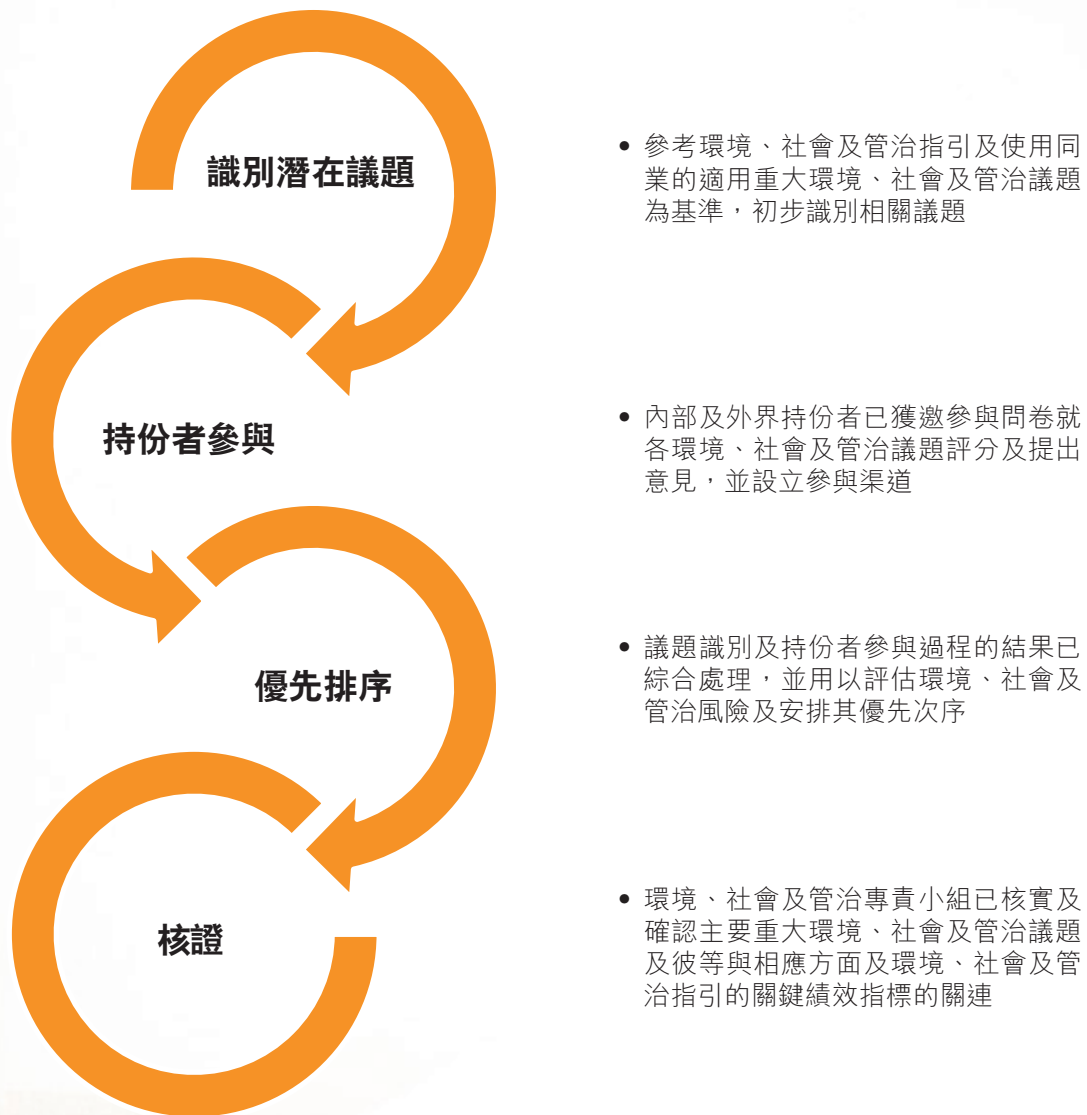 識別潛在議題
• 參考環境、社會及管治指引及使用同
業的適用重大環境、社會及管治議題
為基準，初步識別相關議題
持份者參與
• 內部及外界持份者已獲邀參與問卷就
各環境、社會及管治議題評分及提出
意見，並設立參與渠道
優先排序
• 議題識別及持份者參與過程的結果已
綜合處理，並用以評估環境、社會及
管治風險及安排其優先次序
核證
• 環境、社會及管治專責小組已核實及
確認主要重大環境、社會及管治議題
及彼等與相應方面及環境、社會及管
治指引的關鍵績效指標的關連